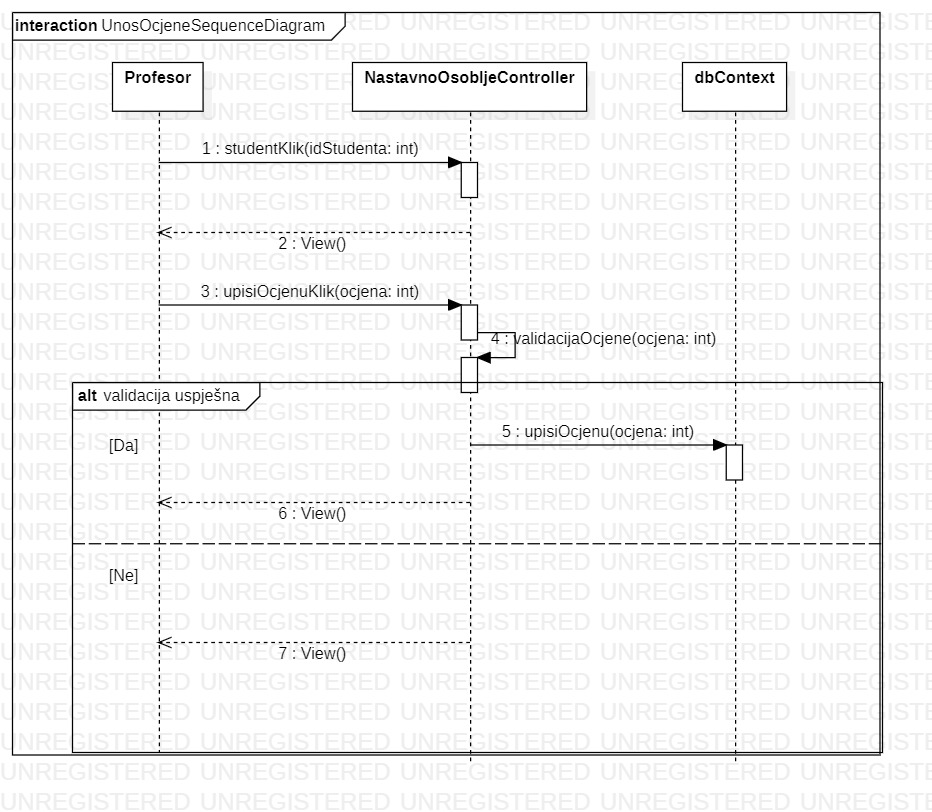 interaction UnosOcjeneSequenceDiagram
Profesor
NastavnoOsobljeController
dbContext
1 : studentKlik(idStudenta: int)
2 : View()
3 : upisiOcjenuKlik(ocjena: int)
4 : validacijaOcjene(ocjena: int)
alt validacija uspješna
[Da]
5 : upisiOcjenu(ocjena: int)
6 : View()
[Ne]
7 : View()
UNREGISTERED UNREGISTERED UNREGISTERED UNREGISTERED UNREGISTE